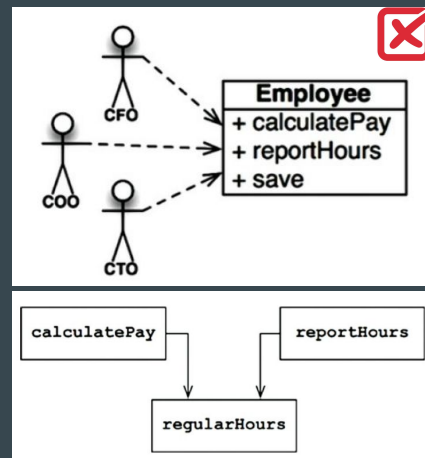 CFO
COO
CTO
Employee
+ calculatePay
+ reportHours
+ save
calculatePay
reportHours
regularHours